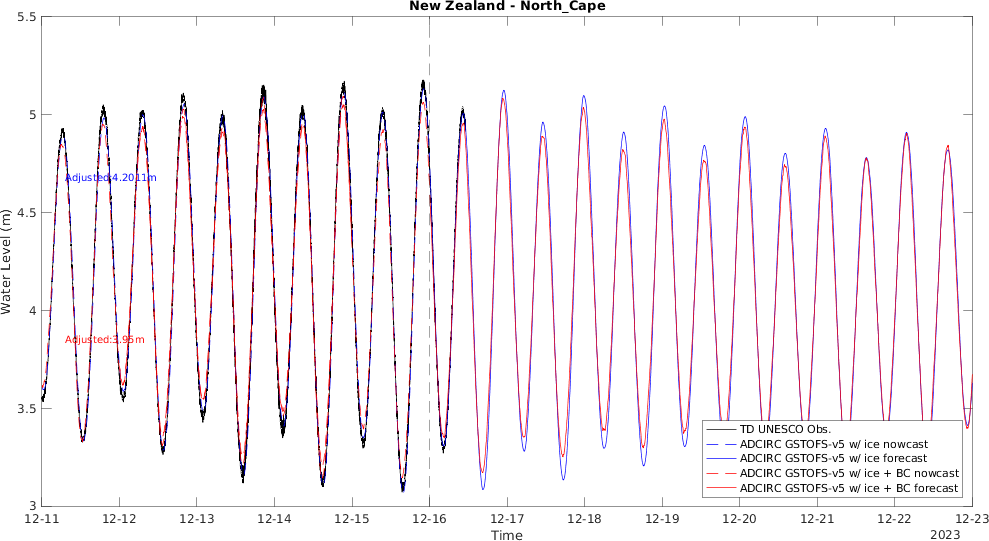 New Zealand - North_Cape
5.5
5
4.5
4
3.5
3
Water Level (m)
Adjusted:4.2011m
Adjusted:3.95m
TD UNESCO Obs.
ADCIRC GSTOFS-v5 w/ ice nowcast
ADCIRC GSTOFS-v5 w/ ice forecast
ADCIRC GSTOFS-v5 w/ ice + BC nowcast
ADCIRC GSTOFS-v5 w/ ice + BC forecast
12-11 12-12 12-13 12-14 12-15 12-16 12-17 12-18 12-19 12-20 12-21 12-22 12-23
Time
2023